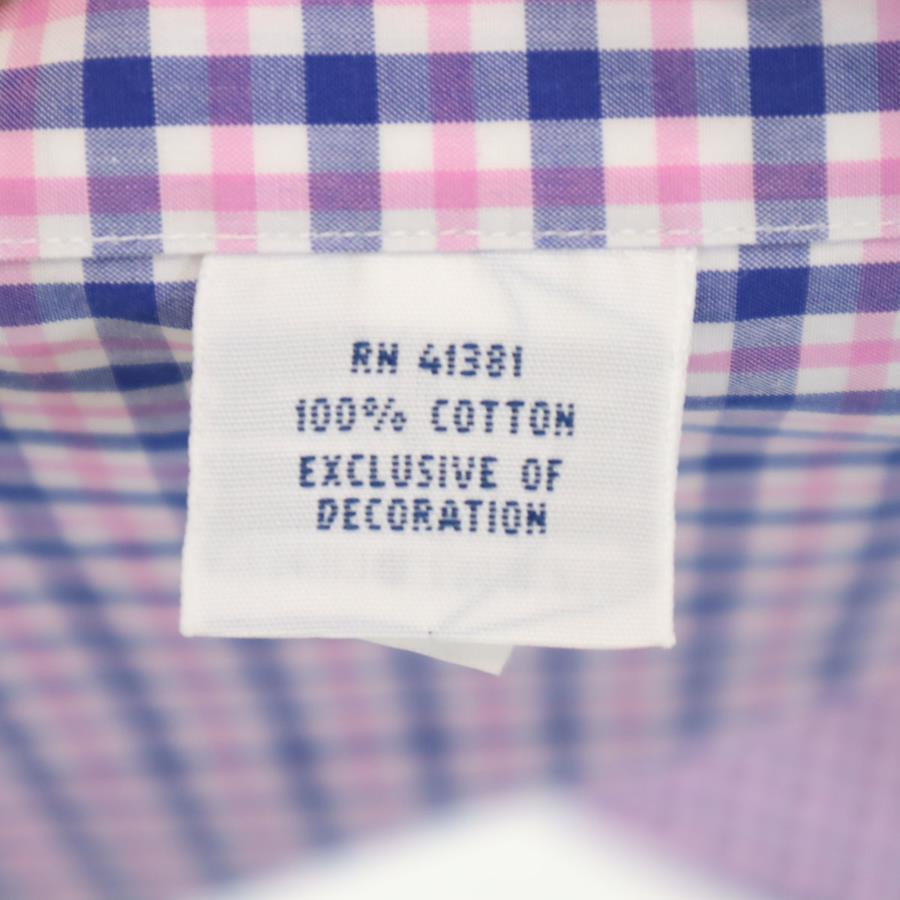 RN 41381
100% COTTON
EXCLUSIVE OF
DECORATION